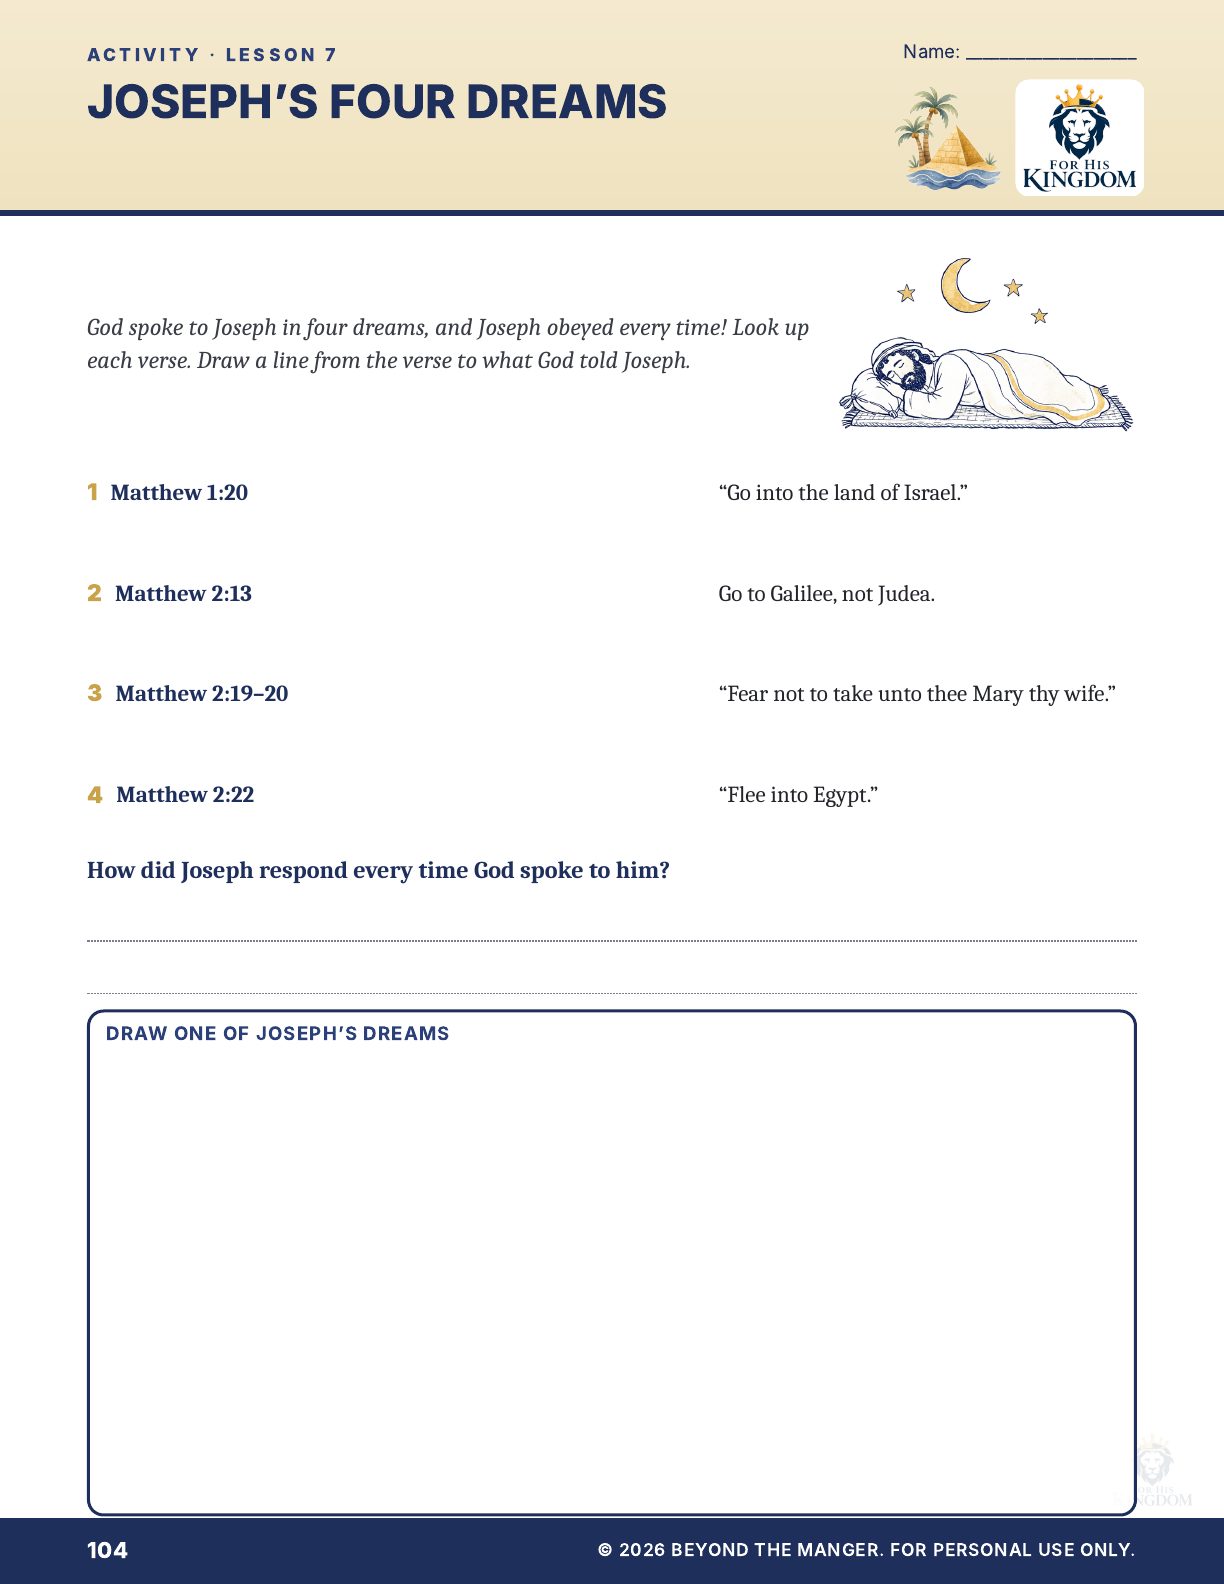 ACTIVITY · LESSON 7
JOSEPH’S FOUR DREAMS
Name: ___________________
FOR HIS
KINGDOM
God spoke to Joseph in four dreams, and Joseph obeyed every time! Look up
each verse. Draw a line from the verse to what God told Joseph.
1 Matthew 1:20
“Go into the land of Israel.”
2 Matthew 2:13
Go to Galilee, not Judea.
3 Matthew 2:19–20
“Fear not to take unto thee Mary thy wife.”
4 Matthew 2:22
“Flee into Egypt.”
How did Joseph respond every time God spoke to him?
DRAW ONE OF JOSEPH’S DREAMS
FOR HIS
KINGDOM
104
© 2026 BEYOND THE MANGER. FOR PERSONAL USE ONLY.